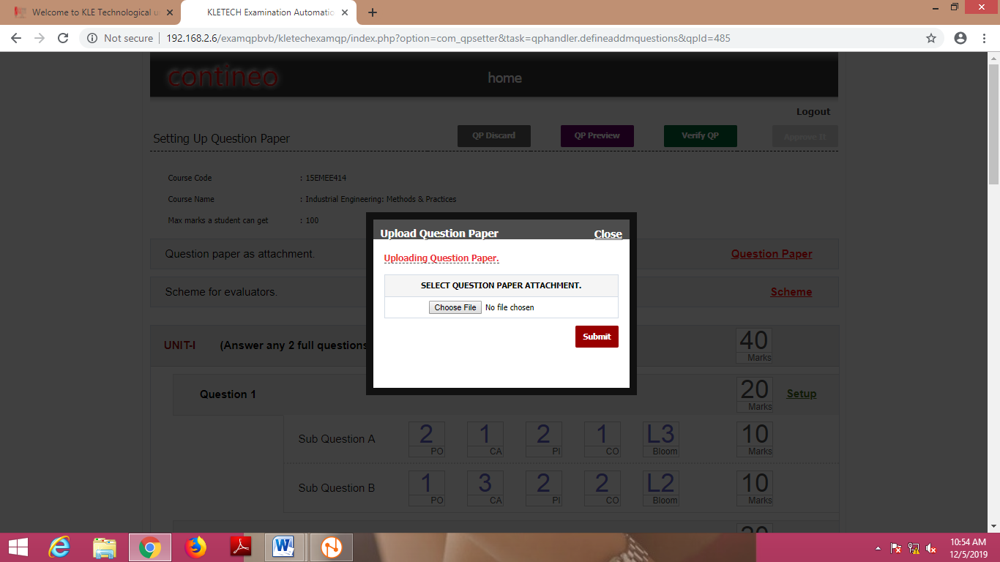 Welcome to KLE Technological u
KLETECH Examination Automatio
Not secure
192.168.2.6/examqpbvb/kletechexamqp/index.php?option=com_qpsetter&task=qphandler.defineaddmquestions&qpId=485
contineo
home
Logout
Setting Up Question Paper
QP Discard
QP Preview
Verify QP
Approve It
Course Code : 15EMEE414
Course Name : Industrial Engineering: Methods & Practices
Max marks a student can get : 100
Upload Question Paper
Close
Uploading Question Paper.
SELECT QUESTION PAPER ATTACHMENT.
Choose File No file chosen
Submit
Question paper as attachment.
Question Paper
Scheme for evaluators.
Scheme
UNIT-I (Answer any 2 full questions
40
Marks
Question 1
20
Marks
Setup
Sub Question A
2 PO
1 CA
2 PI
1 CO
L3 Bloom
10 Marks
Sub Question B
1 PO
3 CA
2 PI
2 CO
L2 Bloom
10 Marks
10:54 AM
12/5/2019